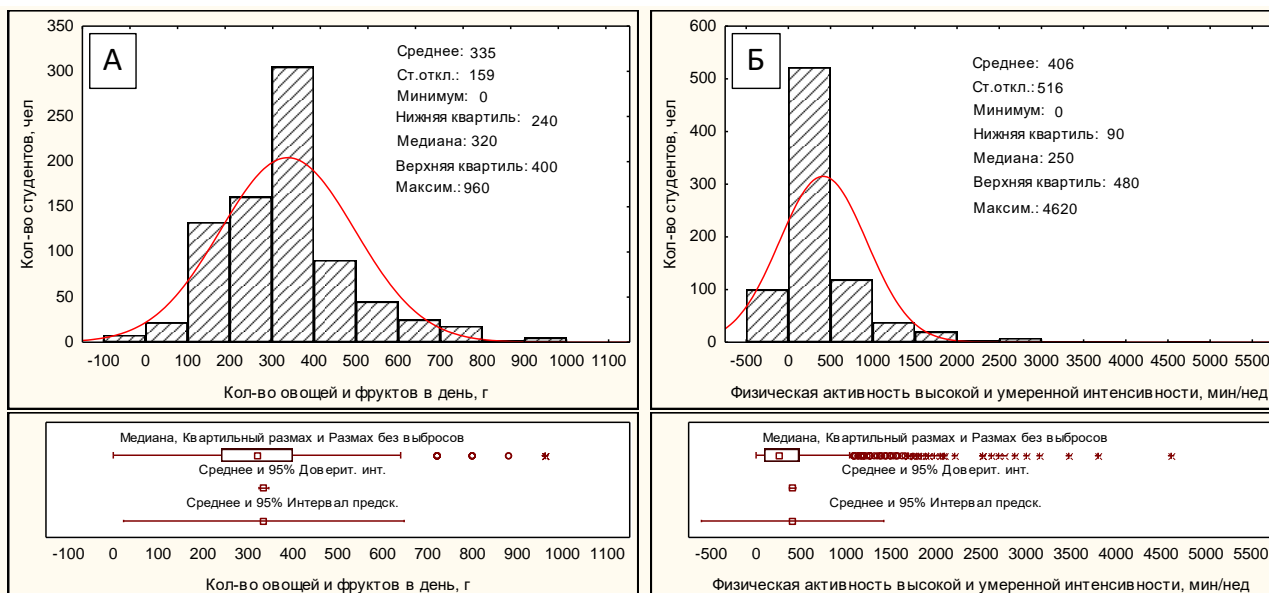 А
Среднее: 335
Ст.откл.: 159
Минимум: 0
Нижняя квартиль: 240
Медиана: 320
Верхняя квартиль: 400
Максим.: 960
Кол-во студентов, чел
350
300
250
200
150
100
50
0
-100 0 100 200 300 400 500 600 700 800 900 1000 1100
Кол-во овощей и фруктов в день, г
Медиана, Квартильный размах и Размах без выбросов
Среднее и 95% Доверит. инт.
Среднее и 95% Интервал предск.
-100 0 100 200 300 400 500 600 700 800 900 1000 1100
Кол-во овощей и фруктов в день, г
Б
Среднее: 406
Ст.откл.: 516
Минимум: 0
Нижняя квартиль: 90
Медиана: 250
Верхняя квартиль: 480
Максим.: 4620
Кол-во студентов, чел
600
500
400
300
200
100
0
-500 0 500 1000 1500 2000 2500 3000 3500 4000 4500 5000 5500
Физическая активность высокой и умеренной интенсивности, мин/нед
Медиана, Квартильный размах и Размах без выбросов
Среднее и 95% Доверит. инт.
Среднее и 95% Интервал предск.
-500 0 500 1000 1500 2000 2500 3000 3500 4000 4500 5000 5500
Физическая активность высокой и умеренной интенсивности, мин/нед